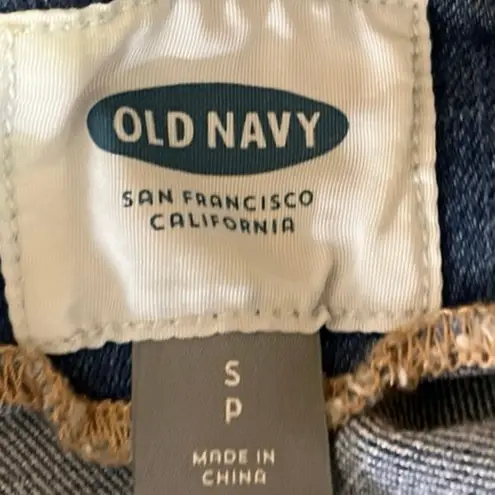 OLD NAVY
SAN FRANCISCO
CALIFORNIA
S
P
MADE IN
CHINA